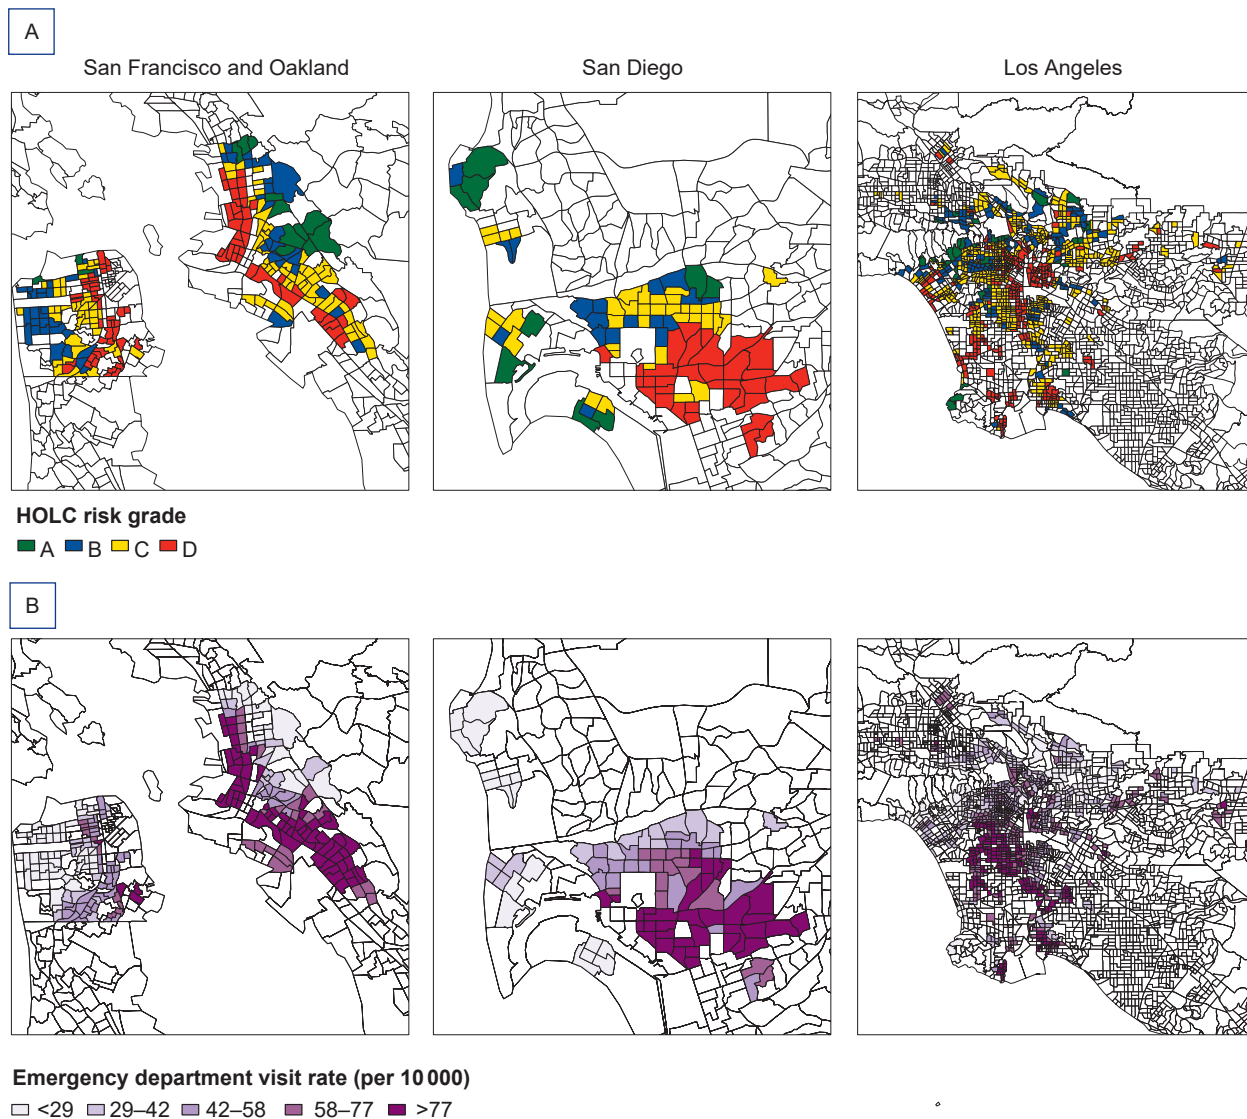 A
San Francisco and Oakland
San Diego
Los Angeles
HOLC risk grade
A B C D
B
Emergency department visit rate (per 10 000)
<29 29–42 42–58 58–77 >77